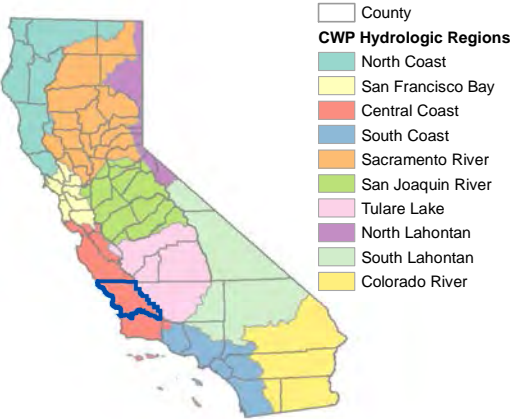 County
CWP Hydrologic Regions
North Coast
San Francisco Bay
Central Coast
South Coast
Sacramento River
San Joaquin River
Tulare Lake
North Lahontan
South Lahontan
Colorado River